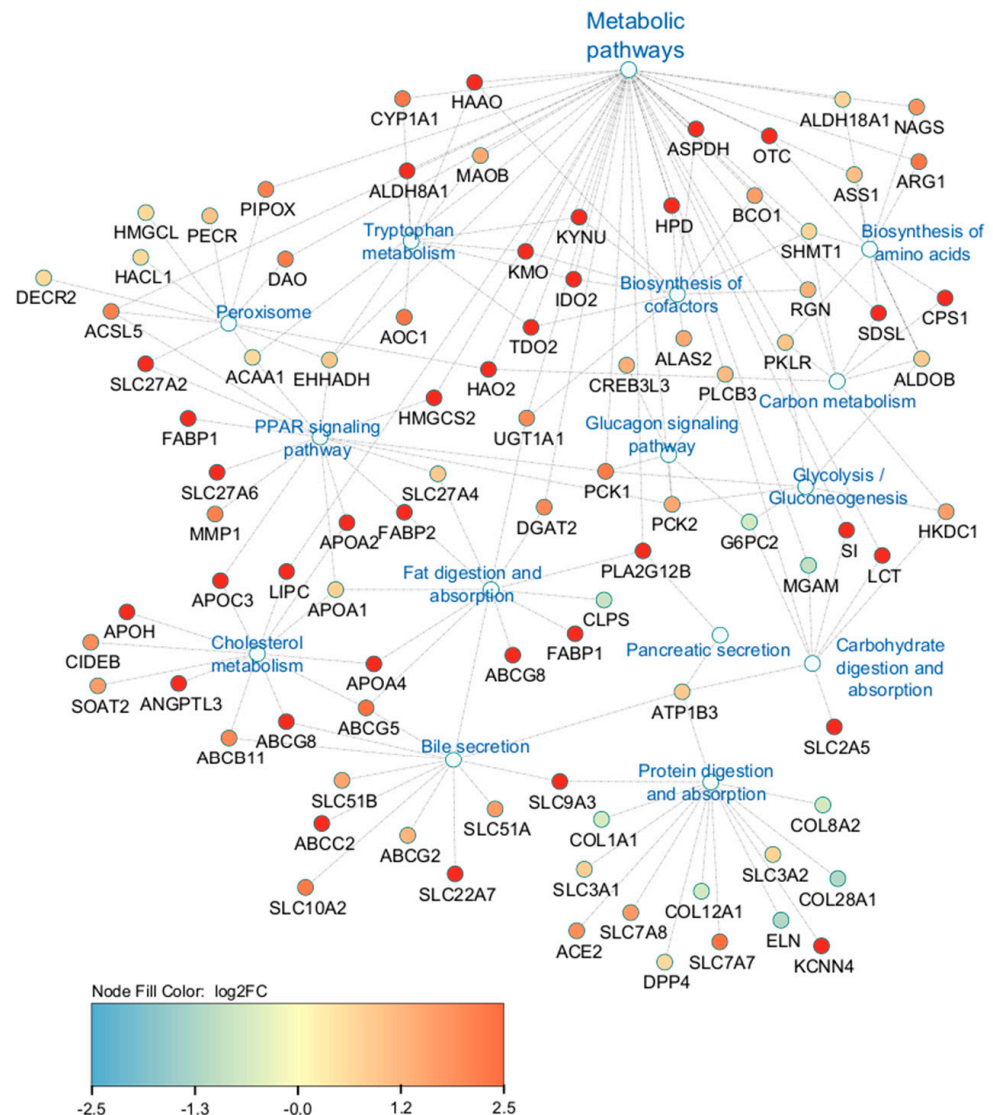 Metabolic
pathways
HAAO
CYP1A1
ALDH18A1
NAGS
ASPDH
OTC
MAOB
ALDH8A1
ASS1
ARG1
PIPOX
HMGCL
PECR
BCO1
HPD
KYNU
Tryptophan
metabolism
SHMT1
Biosynthesis of
amino acids
HACL1
DAO
KMO
DECR2
IDO2
Biosynthesis of
cofactors
RGN
SDSL
CPS1
ACSL5
Peroxisome
AOC1
TDO2
ALAS2
PKLR
SLC27A2
ACAA1
EHHADH
HAO2
CREB3L3
PLCB3
ALDOB
Carbon metabolism
HMGCS2
FABP1
PPAR signaling
pathway
UGT1A1
Glucagon signaling
pathway
SLC27A6
SLC27A4
PCK1
Glycolysis /
Gluconeogenesis
MMP1
APOA2
FABP2
DGAT2
PCK2
G6PC2
SI
HKDC1
PLA2G12B
LCT
MGAM
APOC3
LIPC
APOA1
Fat digestion and
absorption
CLPS
APOH
CIDEB
Cholesterol
metabolism
FABP1
Pancreatic secretion
Carbohydrate
digestion and
absorption
ABCG8
APOA4
SOAT2
ANGPTL3
ATP1B3
ABCG5
ABCG8
ABCB11
SLC2A5
Bile secretion
Protein digestion
and absorption
SLC51B
SLC9A3
SLC51A
COL1A1
COL8A2
ABCC2
ABCG2
SLC3A2
SLC3A1
COL28A1
SLC22A7
SLC10A2
COL12A1
SLC7A8
ELN
ACE2
SLC7A7
KCNN4
DPP4
Node Fill Color: log2FC
-2.5 -1.3 -0.0 1.2 2.5